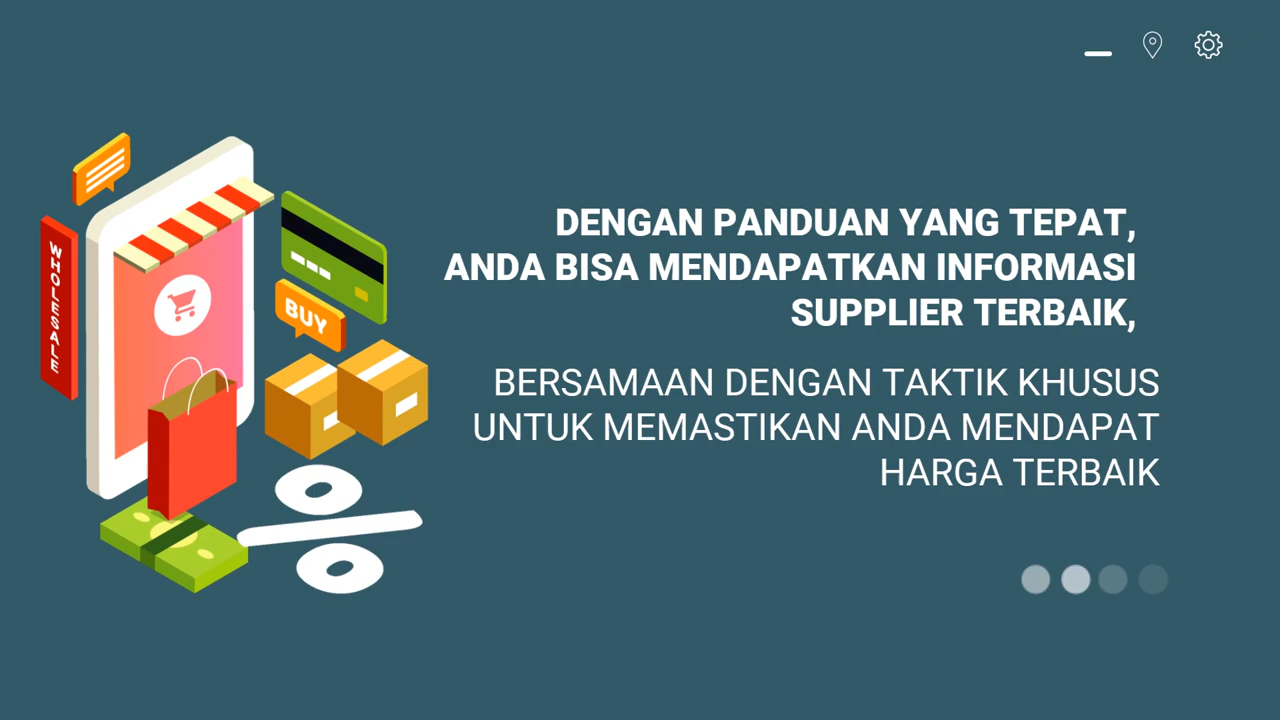 WHOLESALE
BUY
DENGAN PANDUAN YANG TEPAT,
ANDA BISA MENDAPATKAN INFORMASI
SUPPLIER TERBAIK,
BERSAMAAN DENGAN TAKTIK KHUSUS
UNTUK MEMASTIKAN ANDA MENDAPAT
HARGA TERBAIK